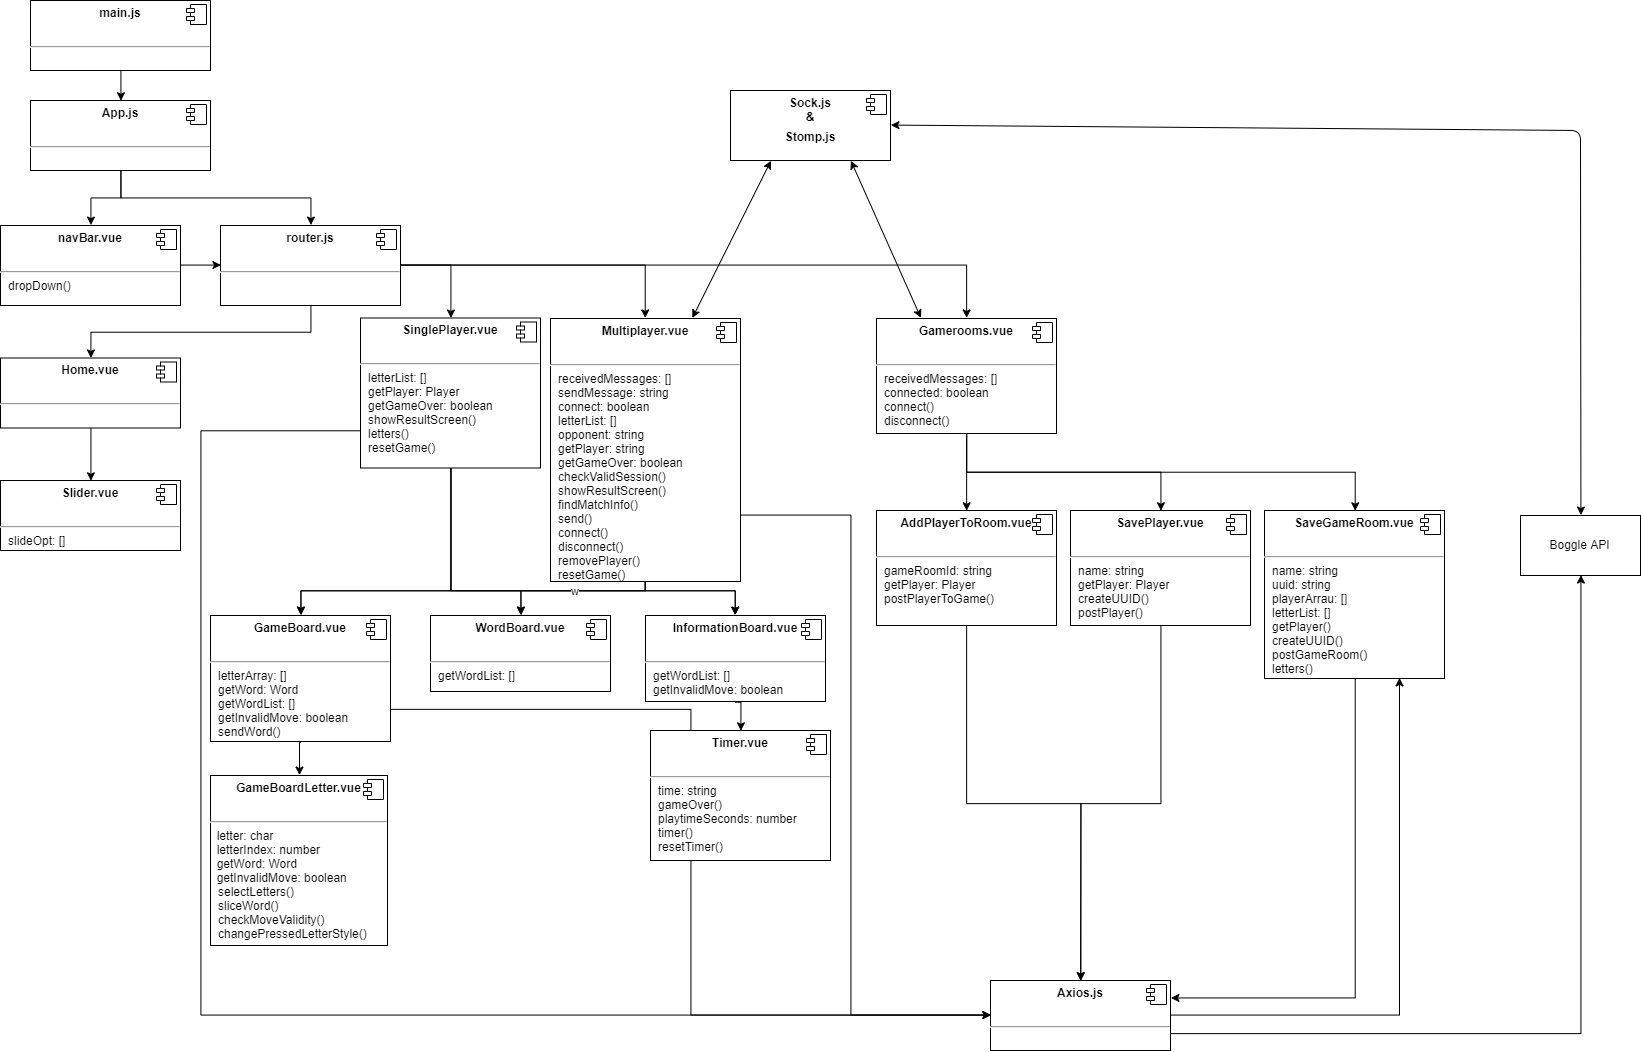 main.js
App.js
Sock.js
&
Stomp.js
navBar.vue
dropDown()
router.js
Home.vue
Slider.vue
slideOpt: []
SinglePlayer.vue
letterList: []
getPlayer: Player
getGameOver: boolean
showResultScreen()
letters()
resetGame()
Multiplayer.vue
receivedMessages: []
sendMessage: string
connect: boolean
letterList: []
opponent: string
getPlayer: string
getGameOver: boolean
checkValidSession()
showResultScreen()
findMatchInfo()
send()
connect()
disconnect()
removePlayer()
resetGame()
Gamerooms.vue
receivedMessages: []
connected: boolean
connect()
disconnect()
AddPlayerToRoom.vue
gameRoomId: string
getPlayer: Player
postPlayerToGame()
SavePlayer.vue
name: string
getPlayer: Player
createUUID()
postPlayer()
SaveGameRoom.vue
name: string
uuid: string
playerArrau: []
letterList: []
getPlayer()
createUUID()
postGameRoom()
letters()
Boggle API
w
GameBoard.vue
letterArray: []
getWord: Word
getWordList: []
getInvalidMove: boolean
sendWord()
WordBoard.vue
getWordList: []
InformationBoard.vue
getWordList: []
getInvalidMove: boolean
Timer.vue
time: string
gameOver()
playtimeSeconds: number
timer()
resetTimer()
GameBoardLetter.vue
letter: char
letterIndex: number
getWord: Word
getInvalidMove: boolean
selectLetters()
sliceWord()
checkMoveValidity()
changePressedLetterStyle()
Axios.js